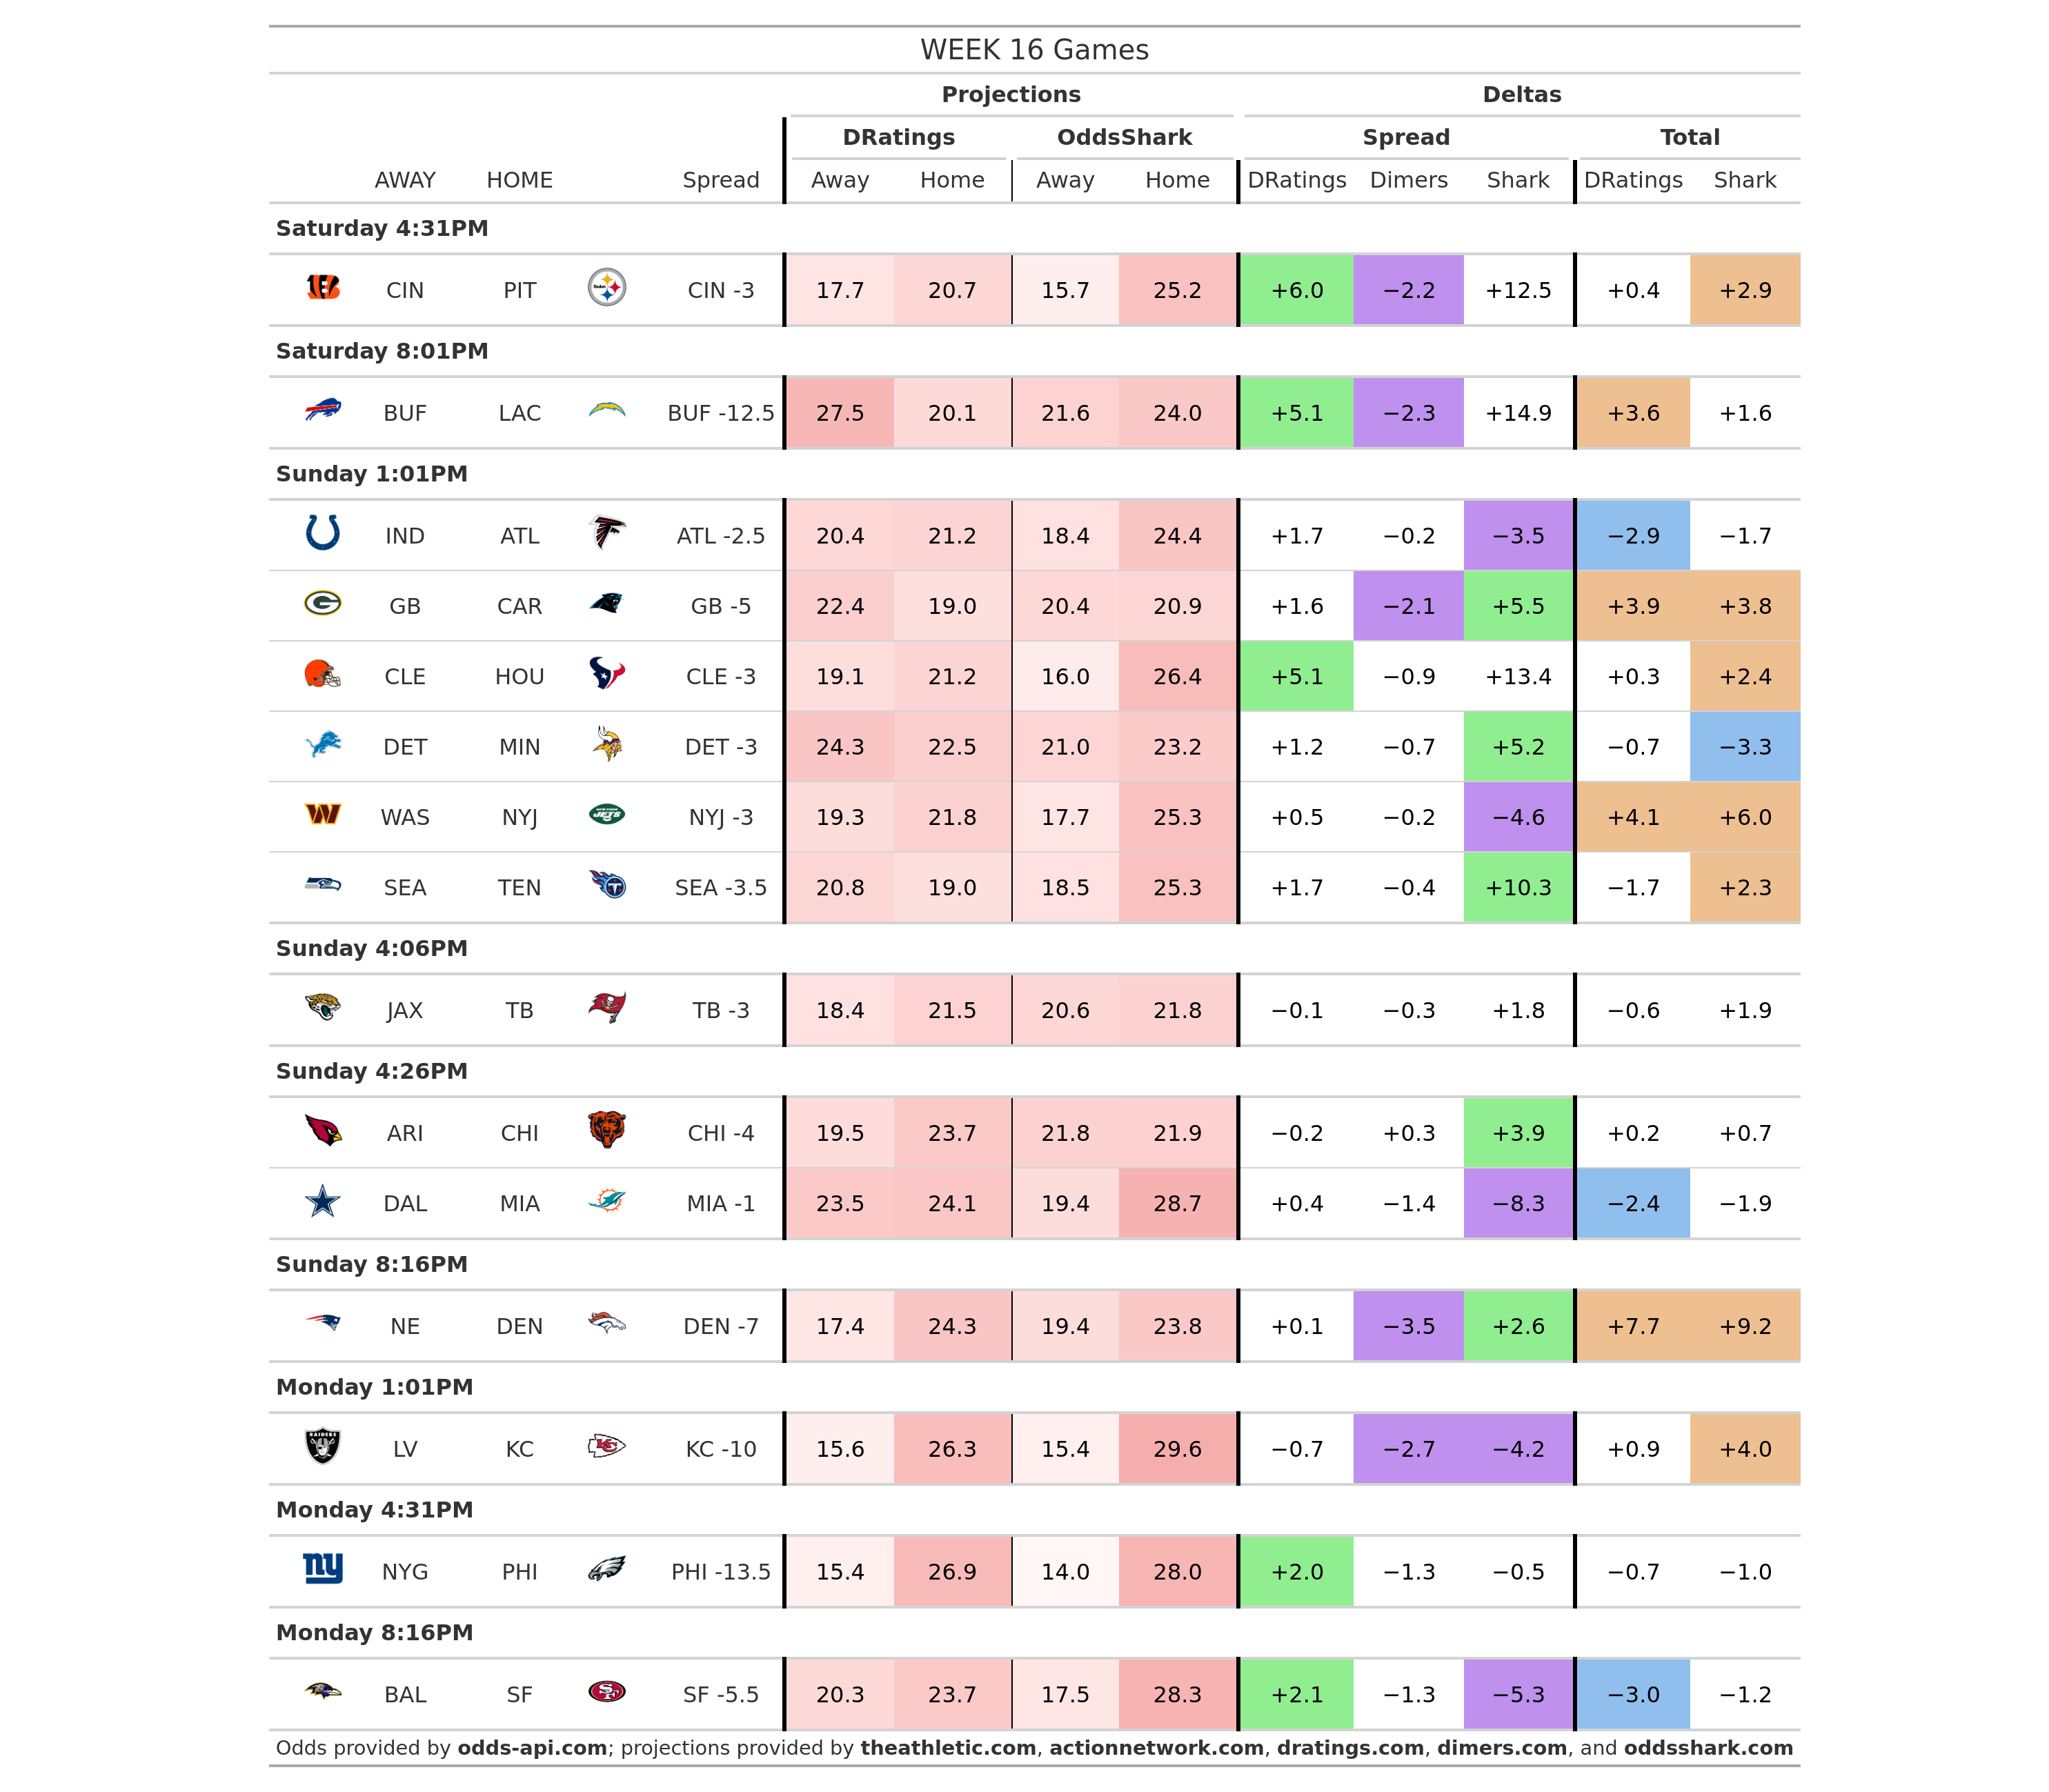 WEEK 16 Games
Projections Deltas
DRatings OddsShark Spread Total
AWAY HOME Spread Away Home Away Home DRatings Dimers Shark DRatings Shark
Saturday 4:31PM
CIN PIT CIN -3 17.7 20.7 15.7 25.2 +6.0 −2.2 +12.5 +0.4 +2.9
Saturday 8:01PM
BUF LAC BUF -12.5 27.5 20.1 21.6 24.0 +5.1 −2.3 +14.9 +3.6 +1.6
Sunday 1:01PM
IND ATL ATL -2.5 20.4 21.2 18.4 24.4 +1.7 −0.2 −3.5 −2.9 −1.7
GB CAR GB -5 22.4 19.0 20.4 20.9 +1.6 −2.1 +5.5 +3.9 +3.8
CLE HOU CLE -3 19.1 21.2 16.0 26.4 +5.1 −0.9 +13.4 +0.3 +2.4
DET MIN DET -3 24.3 22.5 21.0 23.2 +1.2 −0.7 +5.2 −0.7 −3.3
WAS NYJ NYJ -3 19.3 21.8 17.7 25.3 +0.5 −0.2 −4.6 +4.1 +6.0
SEA TEN SEA -3.5 20.8 19.0 18.5 25.3 +1.7 −0.4 +10.3 −1.7 +2.3
Sunday 4:06PM
JAX TB TB -3 18.4 21.5 20.6 21.8 −0.1 −0.3 +1.8 −0.6 +1.9
Sunday 4:26PM
ARI CHI CHI -4 19.5 23.7 21.8 21.9 −0.2 +0.3 +3.9 +0.2 +0.7
DAL MIA MIA -1 23.5 24.1 19.4 28.7 +0.4 −1.4 −8.3 −2.4 −1.9
Sunday 8:16PM
NE DEN DEN -7 17.4 24.3 19.4 23.8 +0.1 −3.5 +2.6 +7.7 +9.2
Monday 1:01PM
LV KC KC -10 15.6 26.3 15.4 29.6 −0.7 −2.7 −4.2 +0.9 +4.0
Monday 4:31PM
NYG PHI PHI -13.5 15.4 26.9 14.0 28.0 +2.0 −1.3 −0.5 −0.7 −1.0
Monday 8:16PM
BAL SF SF -5.5 20.3 23.7 17.5 28.3 +2.1 −1.3 −5.3 −3.0 −1.2
Odds provided by odds-api.com; projections provided by theathletic.com, actionnetwork.com, dratings.com, dimers.com, and oddsshark.com